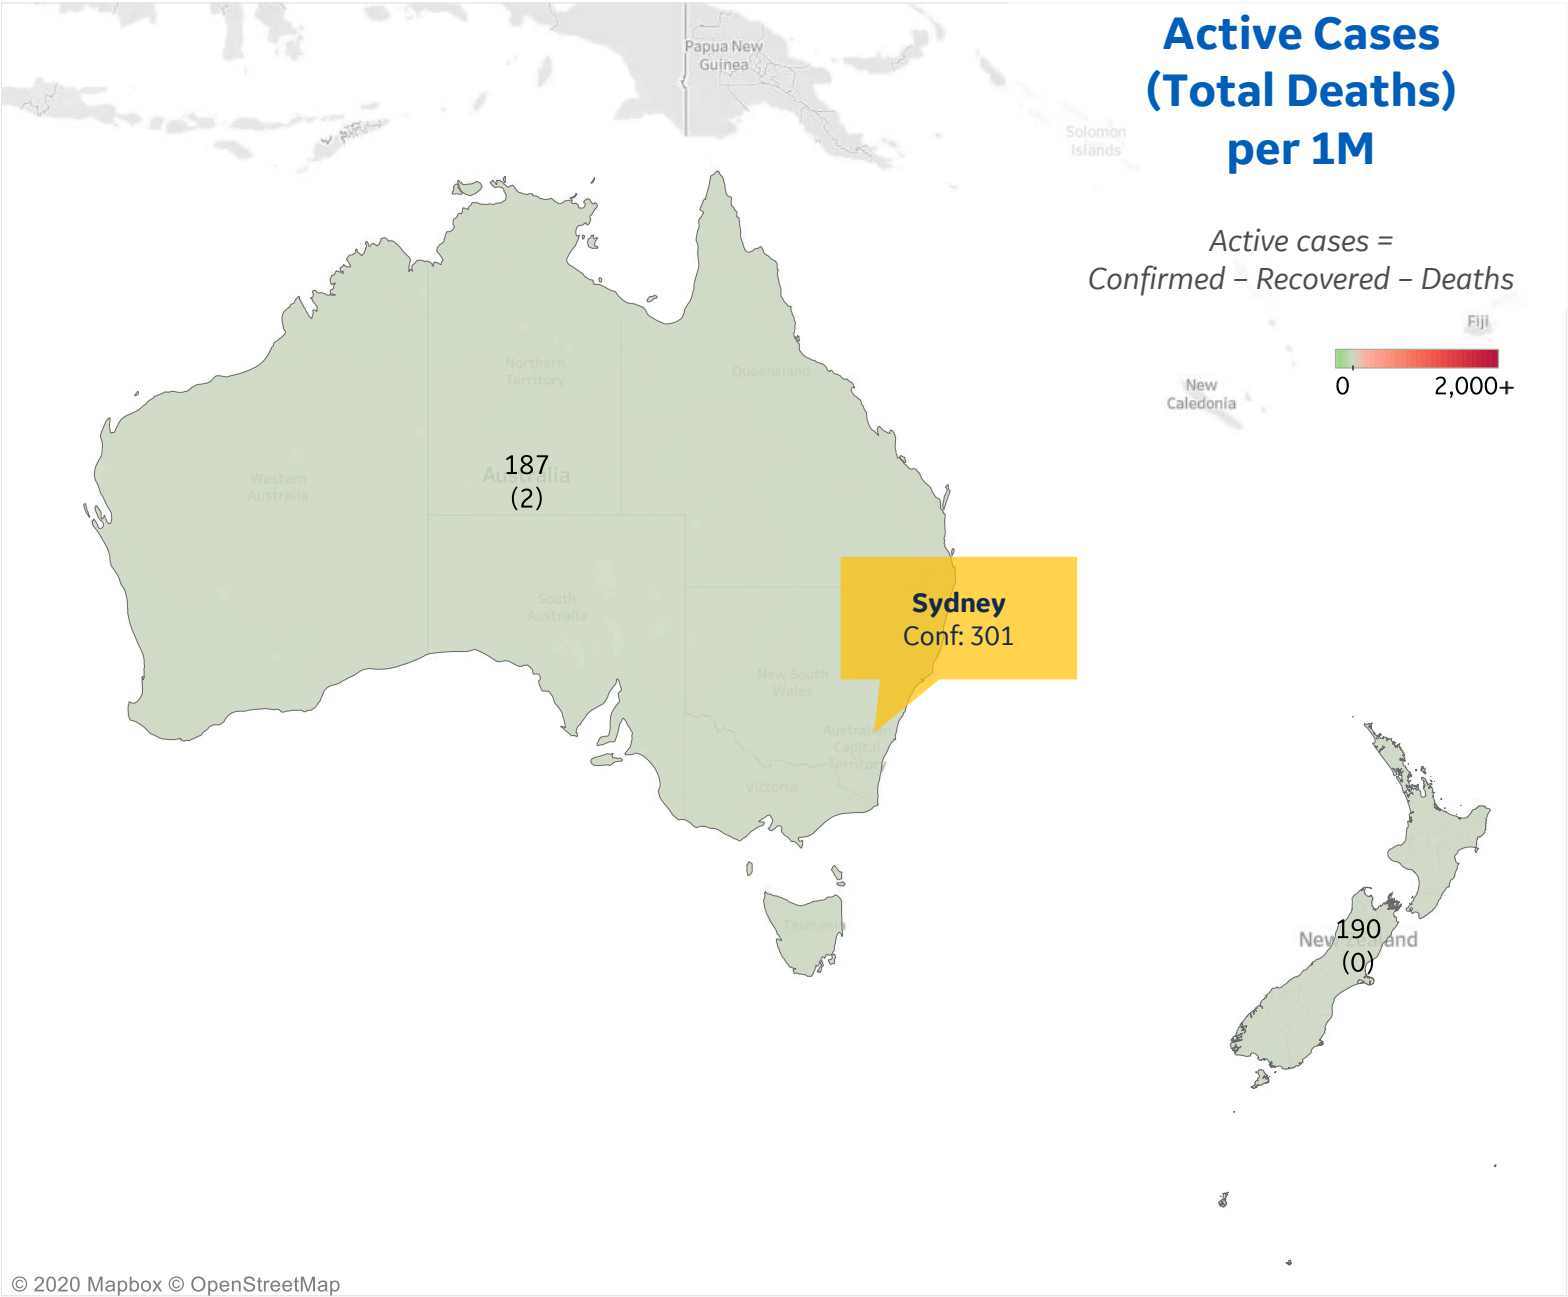 Active Cases
(Total Deaths)
per 1M
Papua New
Guinea
Solomon
Islands
Active cases =
Confirmed – Recovered – Deaths
Fiji
0
2,000+
New
Caledonia
Northern
Territory
Queensland
187
Australia
(2)
Western
Australia
South
Australia
Sydney
Conf: 301
New South
Wales
Australian
Capital
Territory
Victoria
Tasmania
190
New Zealand
(0)
© 2020 Mapbox © OpenStreetMap